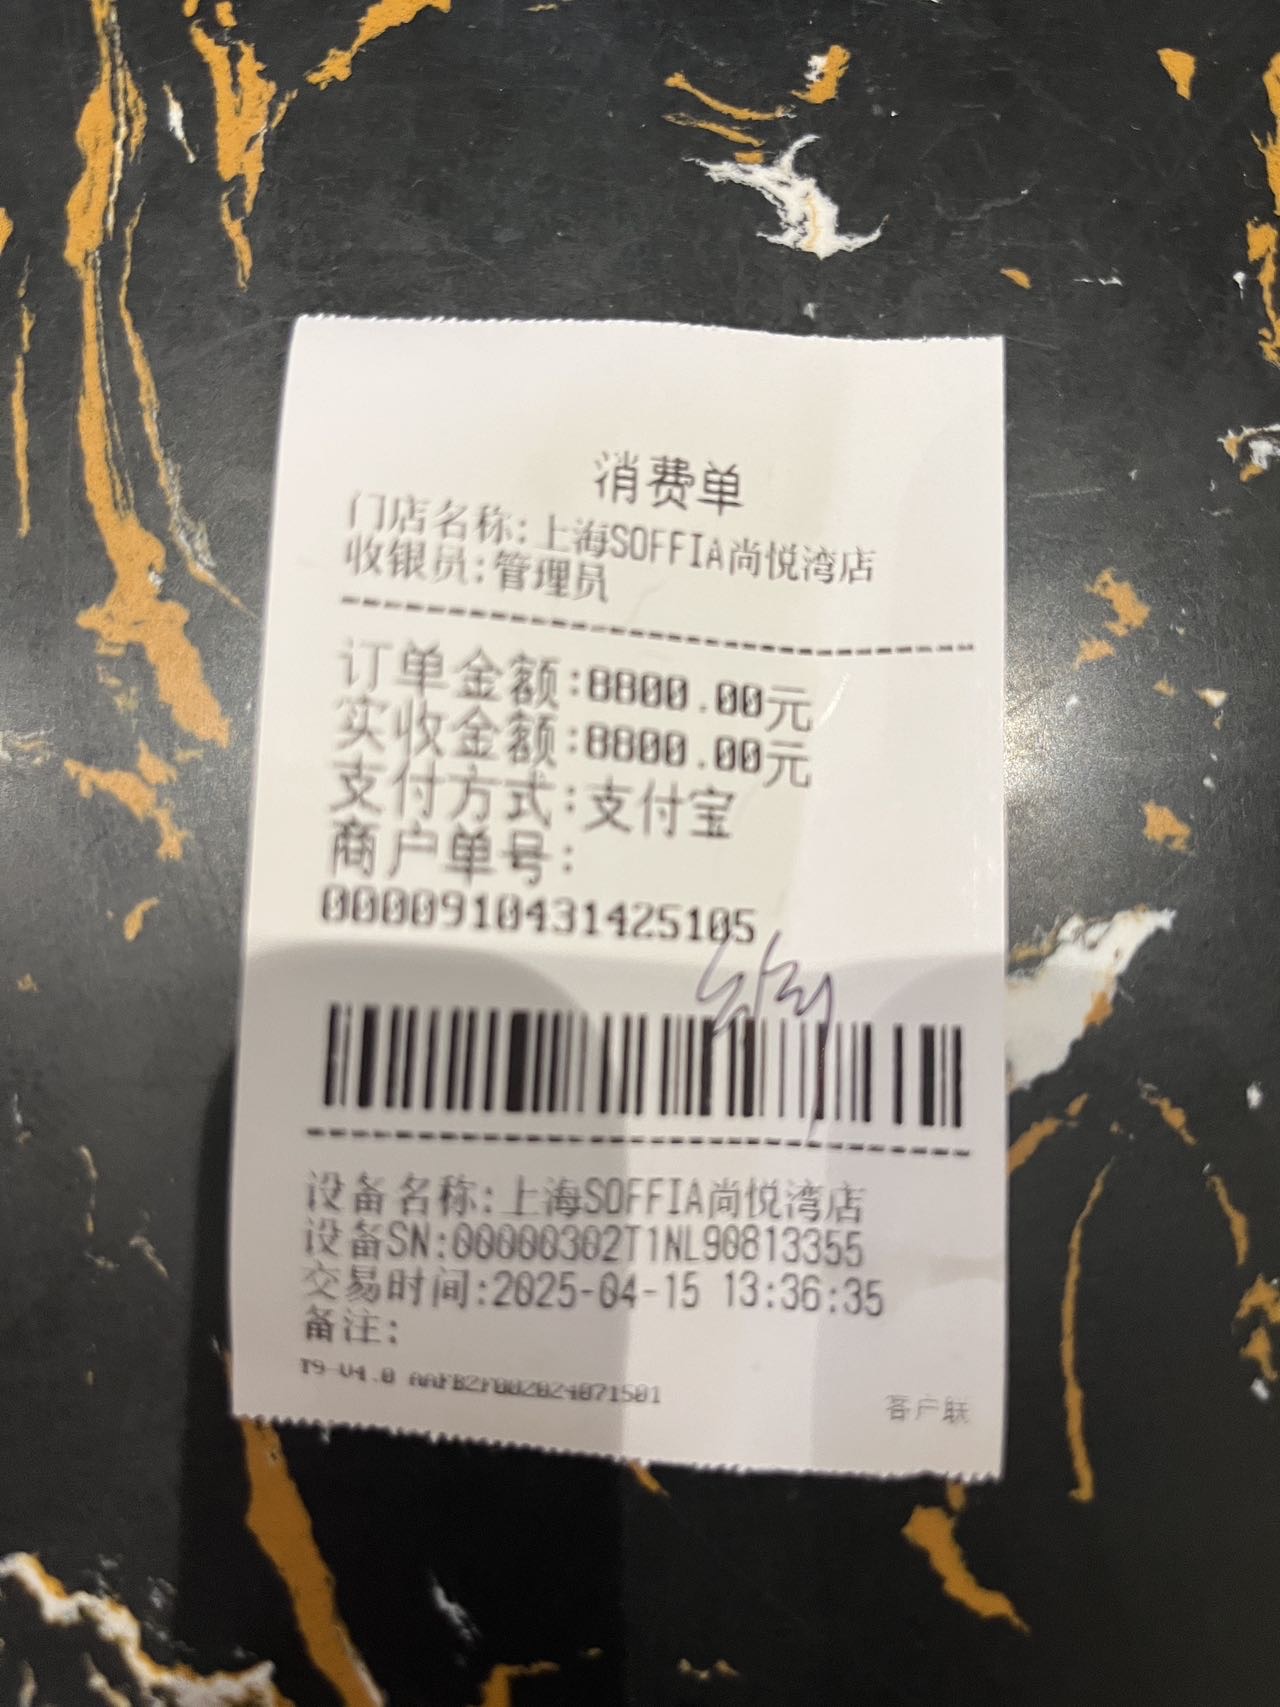 消费单
门店名称:上海SOFFIA尚悦湾店
收银员:管理员
订单金额:8800.00元
实收金额:8800.00元
支付方式:支付宝
商户单号:
0000910431425105
设备名称:上海SOFFIA尚悦湾店
设备SN:00000302T1NL90813355
交易时间:2025-04-15 13:36:35
备注:
客户联